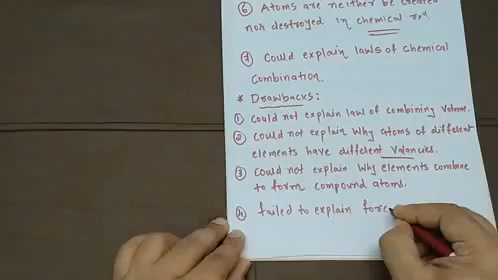 ⑥ Atoms are neither be created
nor destroyed in chemical rxn.
⑦ Could explain laws of chemical
Combination.
* Drawbacks:
① Could not explain law of combining volume.
② Could not explain why atoms of different
elements have different valancies.
③ Could not explain why elements combine
to form compound atoms.
④ failed to explain forc